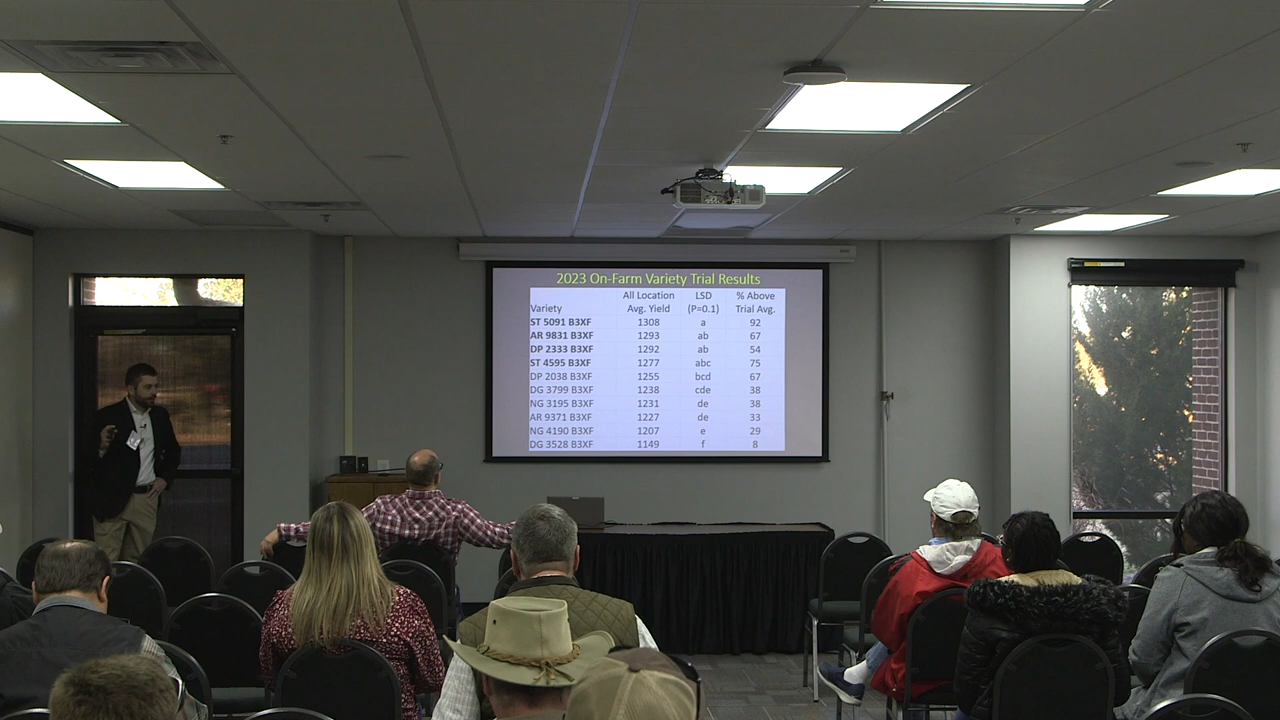 2023 On-Farm Variety Trial Results
Variety All Location Avg. Yield LSD (P=0.1) % Above Trial Avg.
ST 5091 B3XF 1308 a 92
AR 9831 B3XF 1293 ab 67
DP 2333 B3XF 1292 ab 54
ST 4595 B3XF 1277 abc 75
DP 2038 B3XF 1255 bcd 67
DG 3799 B3XF 1238 cde 38
NG 3195 B3XF 1231 de 38
AR 9371 B3XF 1227 de 33
NG 4190 B3XF 1207 e 29
DG 3528 B3XF 1149 f 8